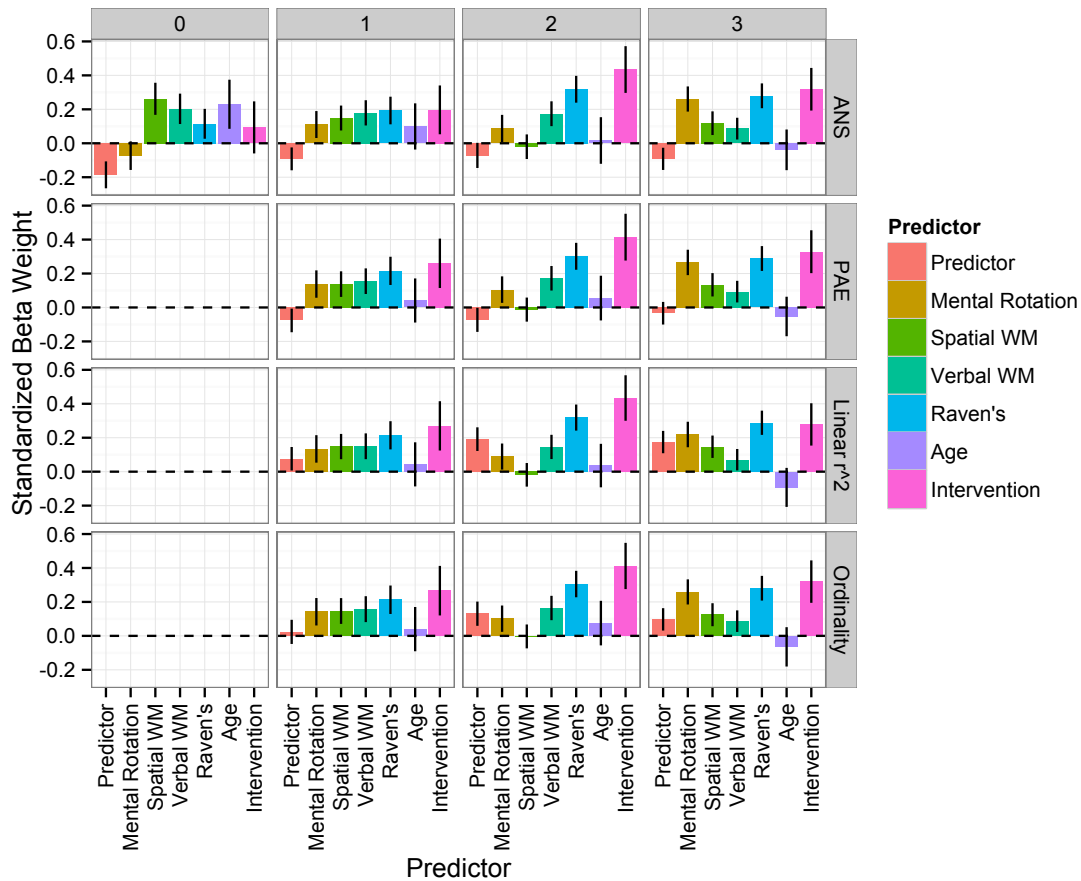 0 1 2 3
Standardized Beta Weight
0.6
0.4
0.2
0.0
-0.2
ANS
0.6
0.4
0.2
0.0
-0.2
PAE
0.6
0.4
0.2
0.0
-0.2
Linear r^2
0.6
0.4
0.2
0.0
-0.2
Ordinality
Predictor
Mental Rotation
Spatial WM
Verbal WM
Raven's
Age
Intervention
Predictor
Mental Rotation
Spatial WM
Verbal WM
Raven's
Age
Intervention
Predictor
Mental Rotation
Spatial WM
Verbal WM
Raven's
Age
Intervention
Predictor
Mental Rotation
Spatial WM
Verbal WM
Raven's
Age
Intervention
Predictor
Predictor
Predictor
Mental Rotation
Spatial WM
Verbal WM
Raven's
Age
Intervention